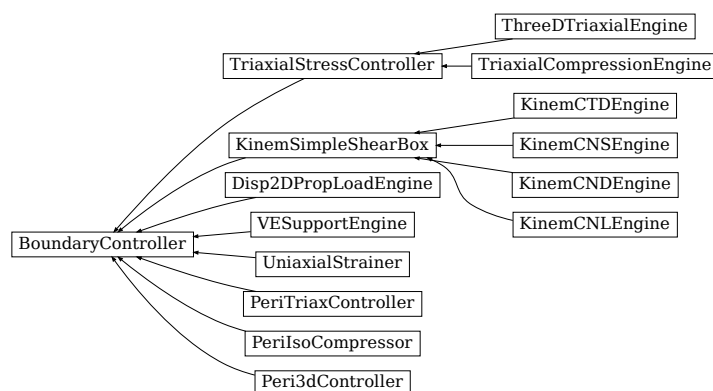 ThreeDTriaxialEngine
TriaxialStressController
TriaxialCompressionEngine
KinemCTDEngine
KinemSimpleShearBox
KinemCNSEngine
Disp2DPropLoadEngine
KinemCNDEngine
VESupportEngine
KinemCNLEngine
BoundaryController
UniaxialStrainer
PeriTriaxController
PeriIsoCompressor
Peri3dController